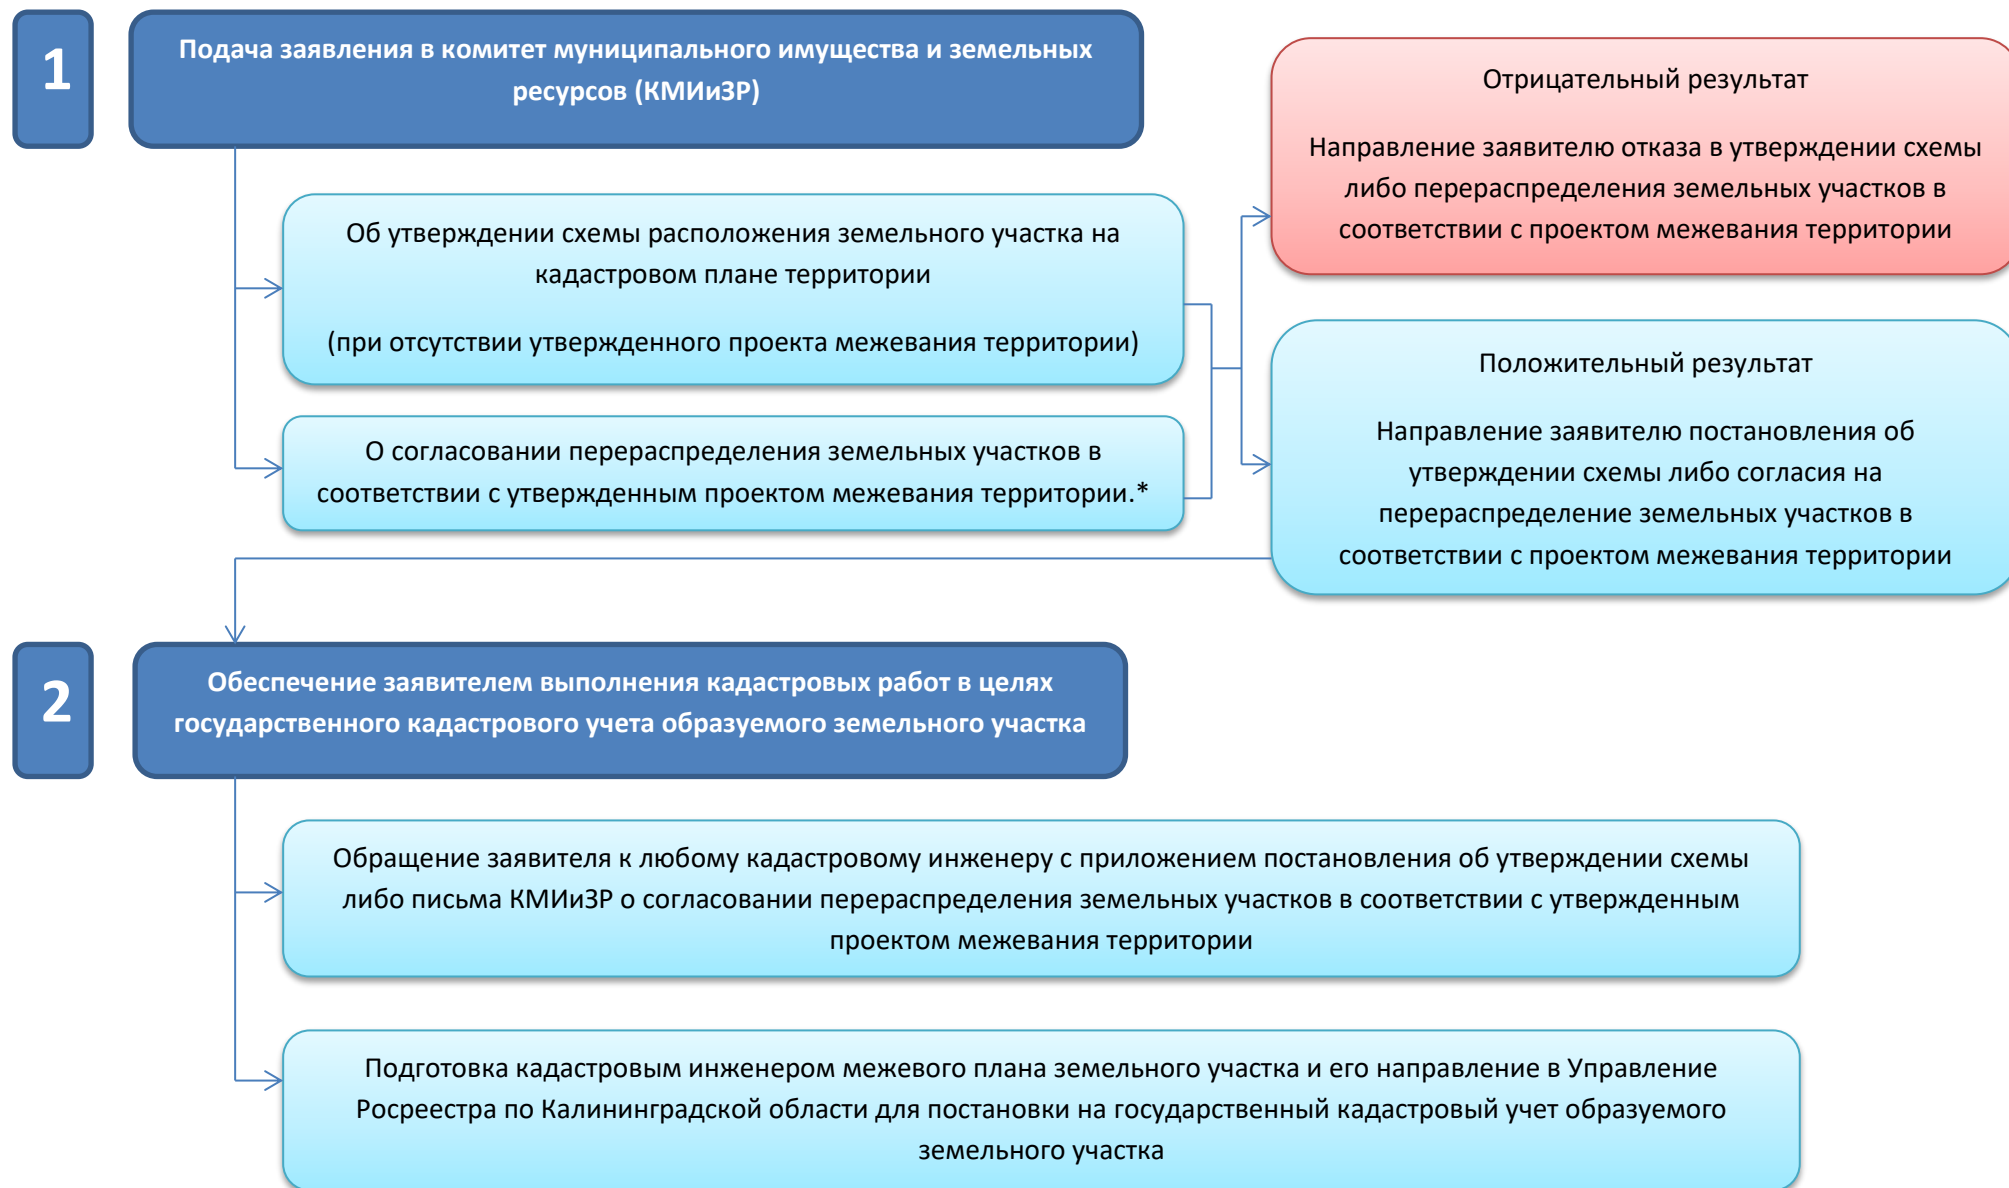 1
Подача заявления в комитет муниципального имущества и земельных
ресурсов (КМИиЗР)
Об утверждении схемы расположения земельного участка на
кадастровом плане территории
(при отсутствии утвержденного проекта межевания территории)
О согласовании перераспределения земельных участков в
соответствии с утвержденным проектом межевания территории.*
Отрицательный результат
Направление заявителю отказа в утверждении схемы
либо перераспределения земельных участков в
соответствии с проектом межевания территории
Положительный результат
Направление заявителю постановления об
утверждении схемы либо согласия на
перераспределение земельных участков в
соответствии с проектом межевания территории
2
Обеспечение заявителем выполнения кадастровых работ в целях
государственного кадастрового учета образуемого земельного участка
Обращение заявителя к любому кадастровому инженеру с приложением постановления об утверждении схемы
либо письма КМИиЗР о согласовании перераспределения земельных участков в соответствии с утвержденным
проектом межевания территории
Подготовка кадастровым инженером межевого плана земельного участка и его направление в Управление
Росреестра по Калининградской области для постановки на государственный кадастровый учет образуемого
земельного участка